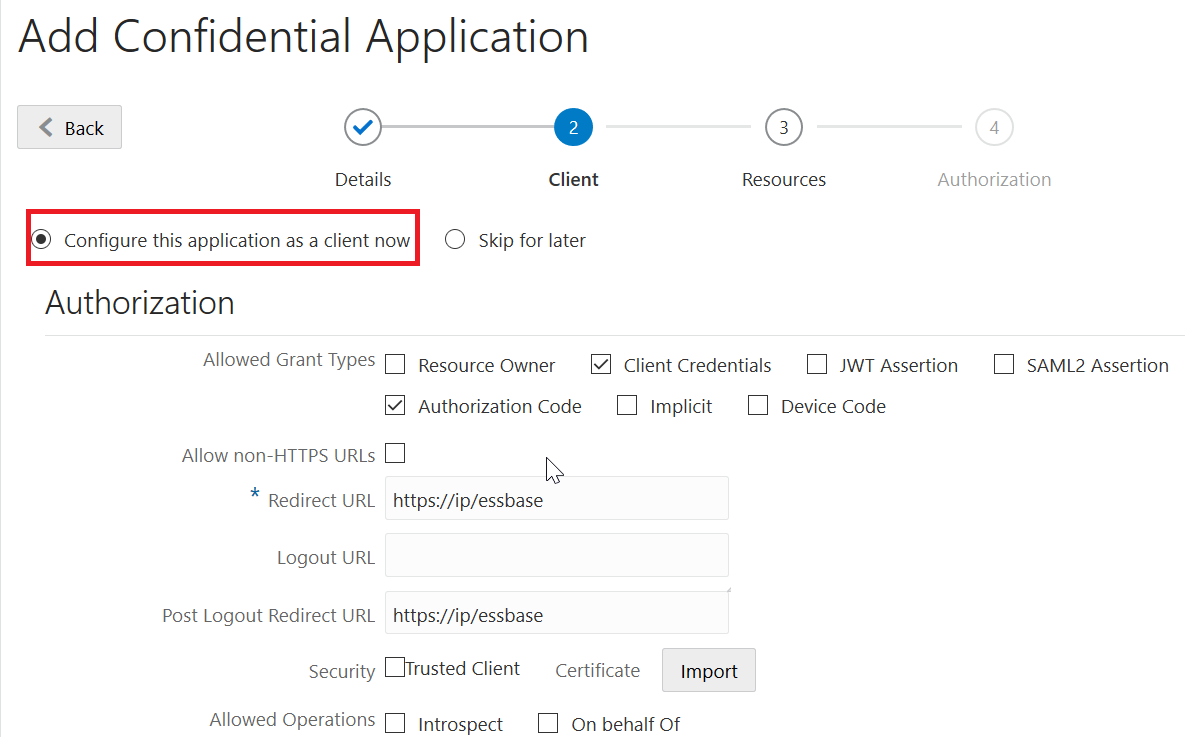 Add Confidential Application
Back
2 3 4
Details Client Resources Authorization
Configure this application as a client now Skip for later
Authorization
Allowed Grant Types Resource Owner Client Credentials JWT Assertion SAML2 Assertion
Authorization Code Implicit Device Code
Allow non-HTTPS URLs
* Redirect URL https://ip/essbase
Logout URL
Post Logout Redirect URL https://ip/essbase
Security Trusted Client Certificate Import
Allowed Operations Introspect On behalf Of